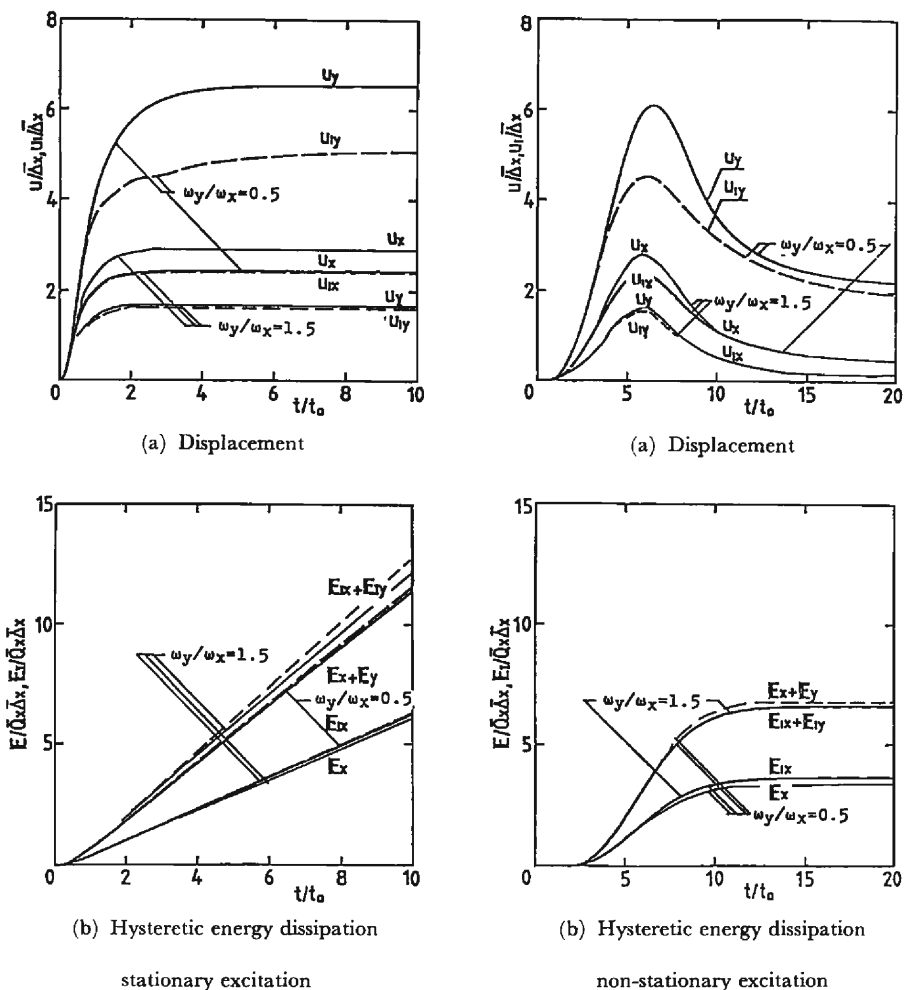 8
6
4
2
0
u/Δ̄x, uI/Δ̄x
uy
uIy
ωy/ωx=0.5
ux
ux
uIx
uy
uIy
ωy/ωx=1.5
0 2 4 6 8 10
t/to
(a) Displacement
8
6
4
2
0
u/Δ̄x, uI/Δ̄x
uy
uIy
ωy/ωx=0.5
ux
uIx
uy
uIy
ωy/ωx=1.5
ux
uIx
0 5 10 15 20
t/to
(a) Displacement
15
10
5
0
E/Q̄xΔ̄x, EI/Q̄xΔ̄x
EIx+EIy
ωy/ωx=1.5
Ex+Ey
ωy/ωx=0.5
EIx
Ex
2 4 6 8 10
t/to
(b) Hysteretic energy dissipation
15
10
5
0
E/Q̄xΔ̄x, EI/Q̄xΔ̄x
ωy/ωx=1.5
Ex+Ey
EIx+EIy
EIx
Ex
ωy/ωx=0.5
5 10 15 20
t/to
(b) Hysteretic energy dissipation
stationary excitation
non-stationary excitation